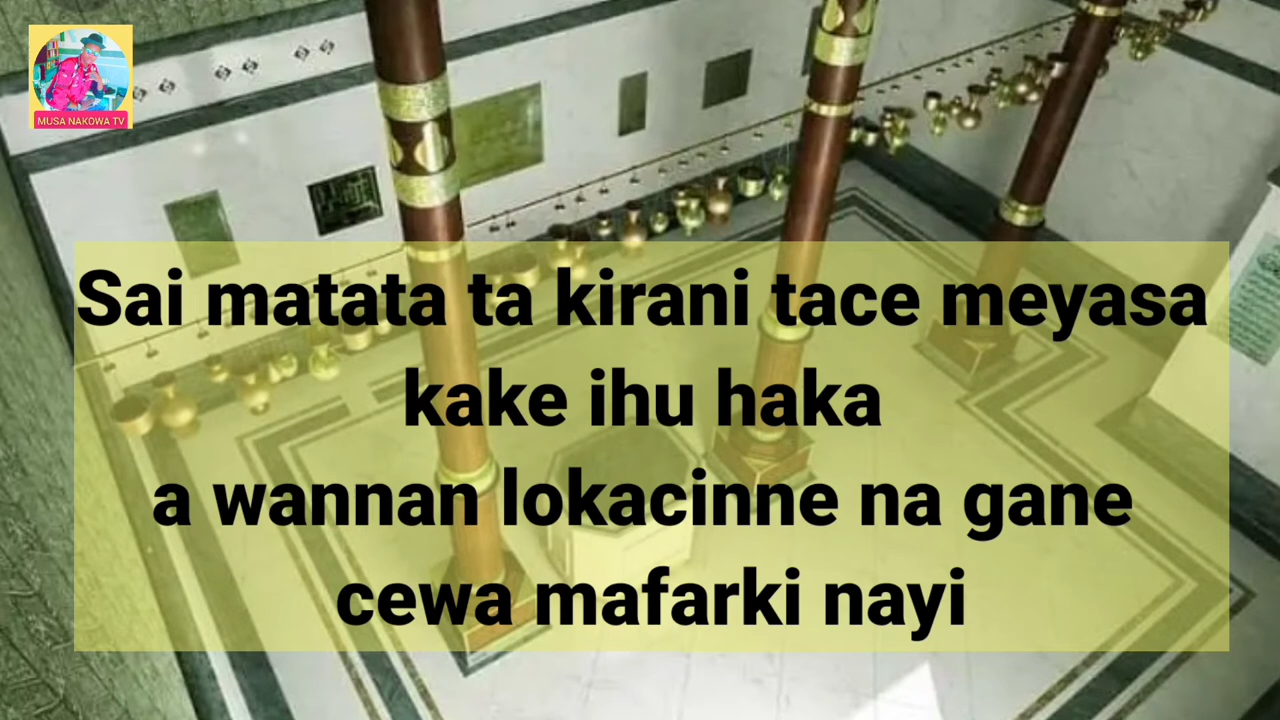 MUSA NAKOWA TV
Sai matata ta kirani tace meyasa
kake ihu haka
a wannan lokacinne na gane
cewa mafarki nayi